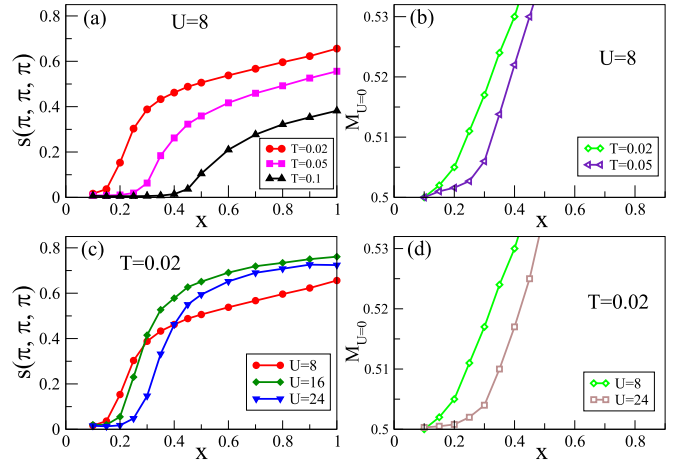 (a)
U=8
s(π, π, π)
0.8
0.6
0.4
0.2
0
T=0.02
T=0.05
T=0.1
0 0.2 0.4 0.6 0.8 1
x
(b)
U=8
M_{U=0}
0.53
0.52
0.51
0.5
T=0.02
T=0.05
0 0.2 0.4 0.6 0.8
x
(c)
T=0.02
s(π, π, π)
0.8
0.6
0.4
0.2
0
U=8
U=16
U=24
0 0.2 0.4 0.6 0.8 1
x
(d)
T=0.02
M_{U=0}
0.53
0.52
0.51
0.5
U=8
U=24
0 0.2 0.4 0.6 0.8
x